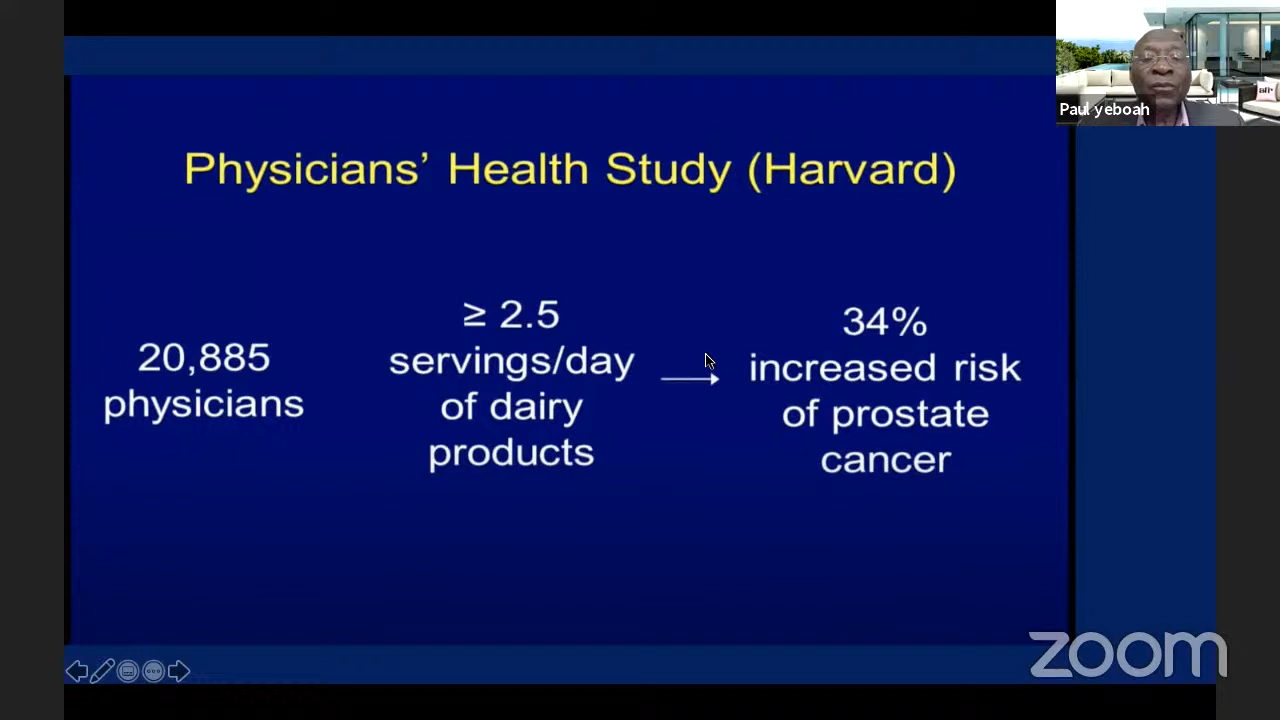 Paul yeboah
Physicians’ Health Study (Harvard)
20,885
physicians
≥ 2.5
servings/day
of dairy
products
34%
increased risk
of prostate
cancer
zoom